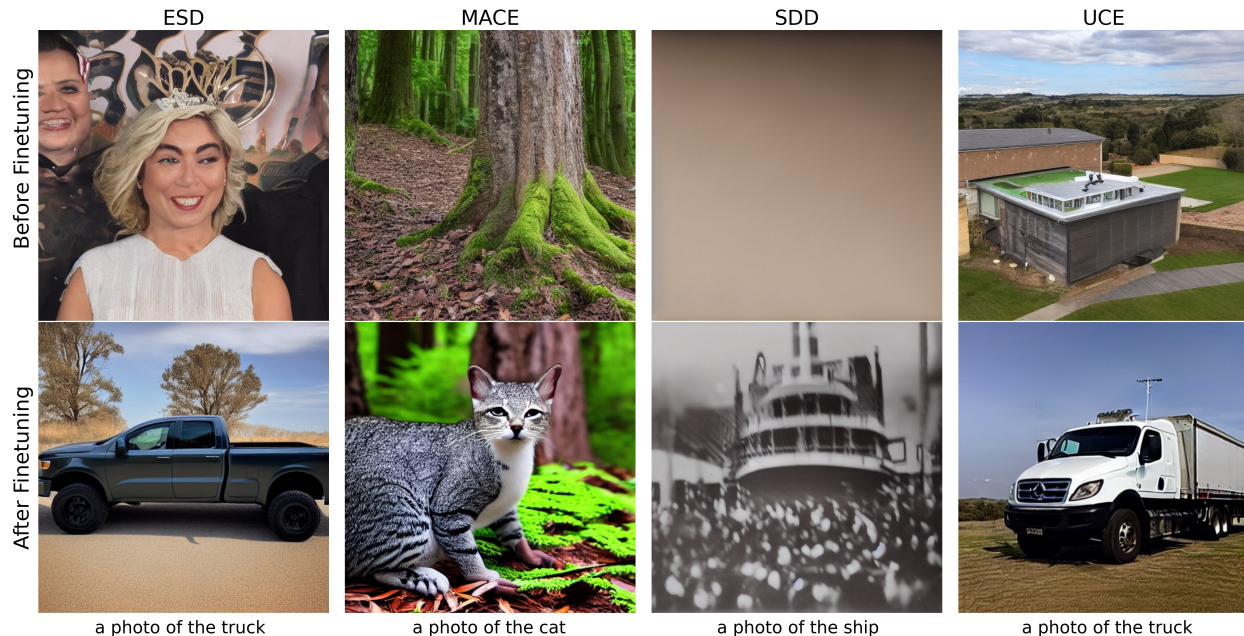 ESD
MACE
SDD
UCE
Before Finetuning
After Finetuning
a photo of the truck
a photo of the cat
a photo of the ship
a photo of the truck